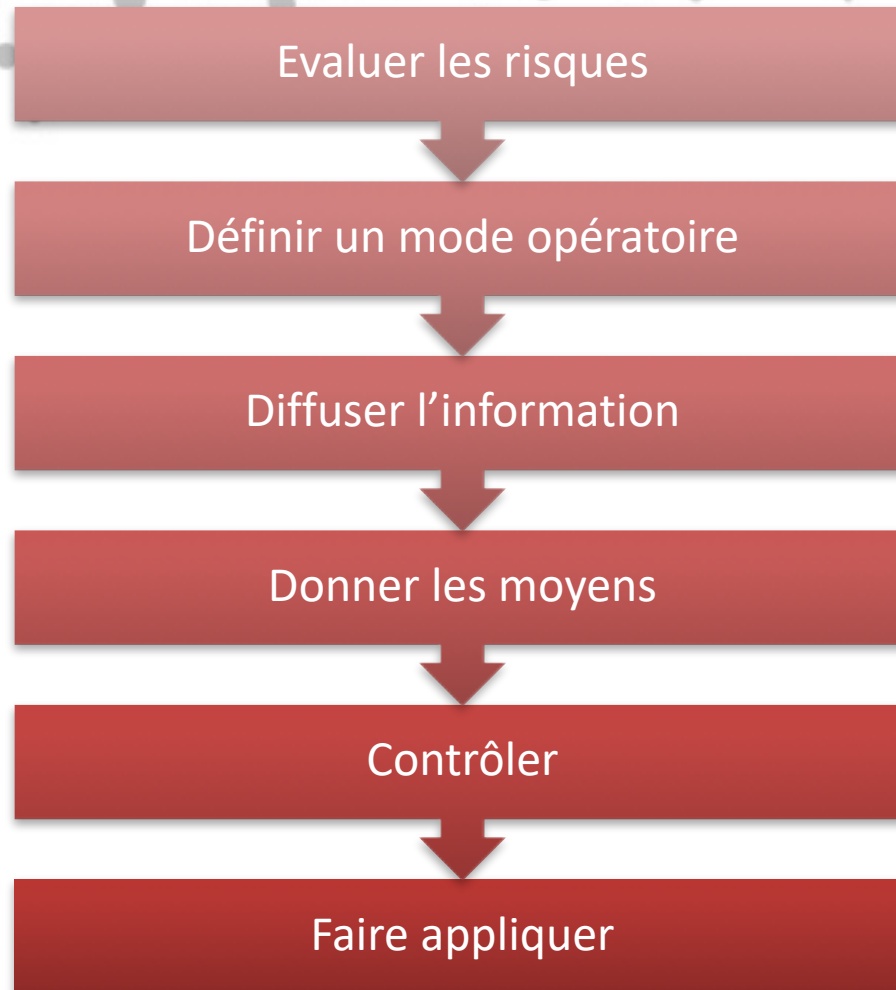 Evaluer les risques
Définir un mode opératoire
Diffuser l’information
Donner les moyens
Contrôler
Faire appliquer